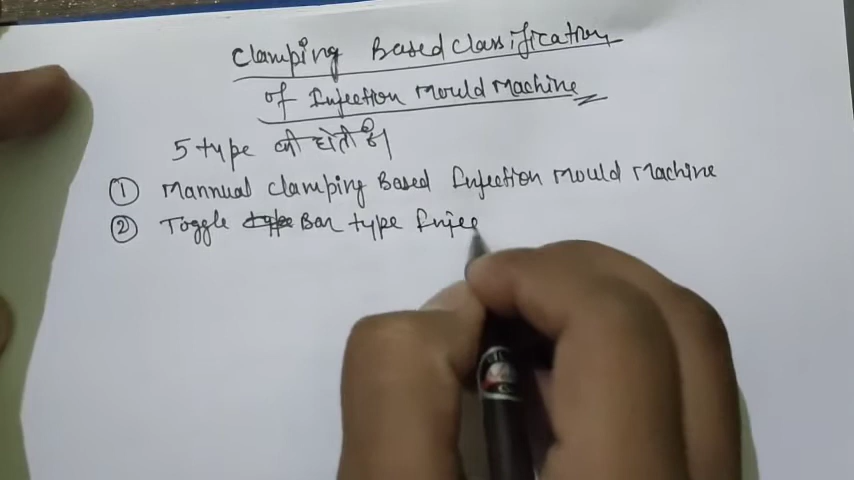 Clamping Based Classification
of Injection Mould Machine
5 type की होती है।
① Mannual Clamping Based Injection Mould Machine
② Toggle Bar type Injec